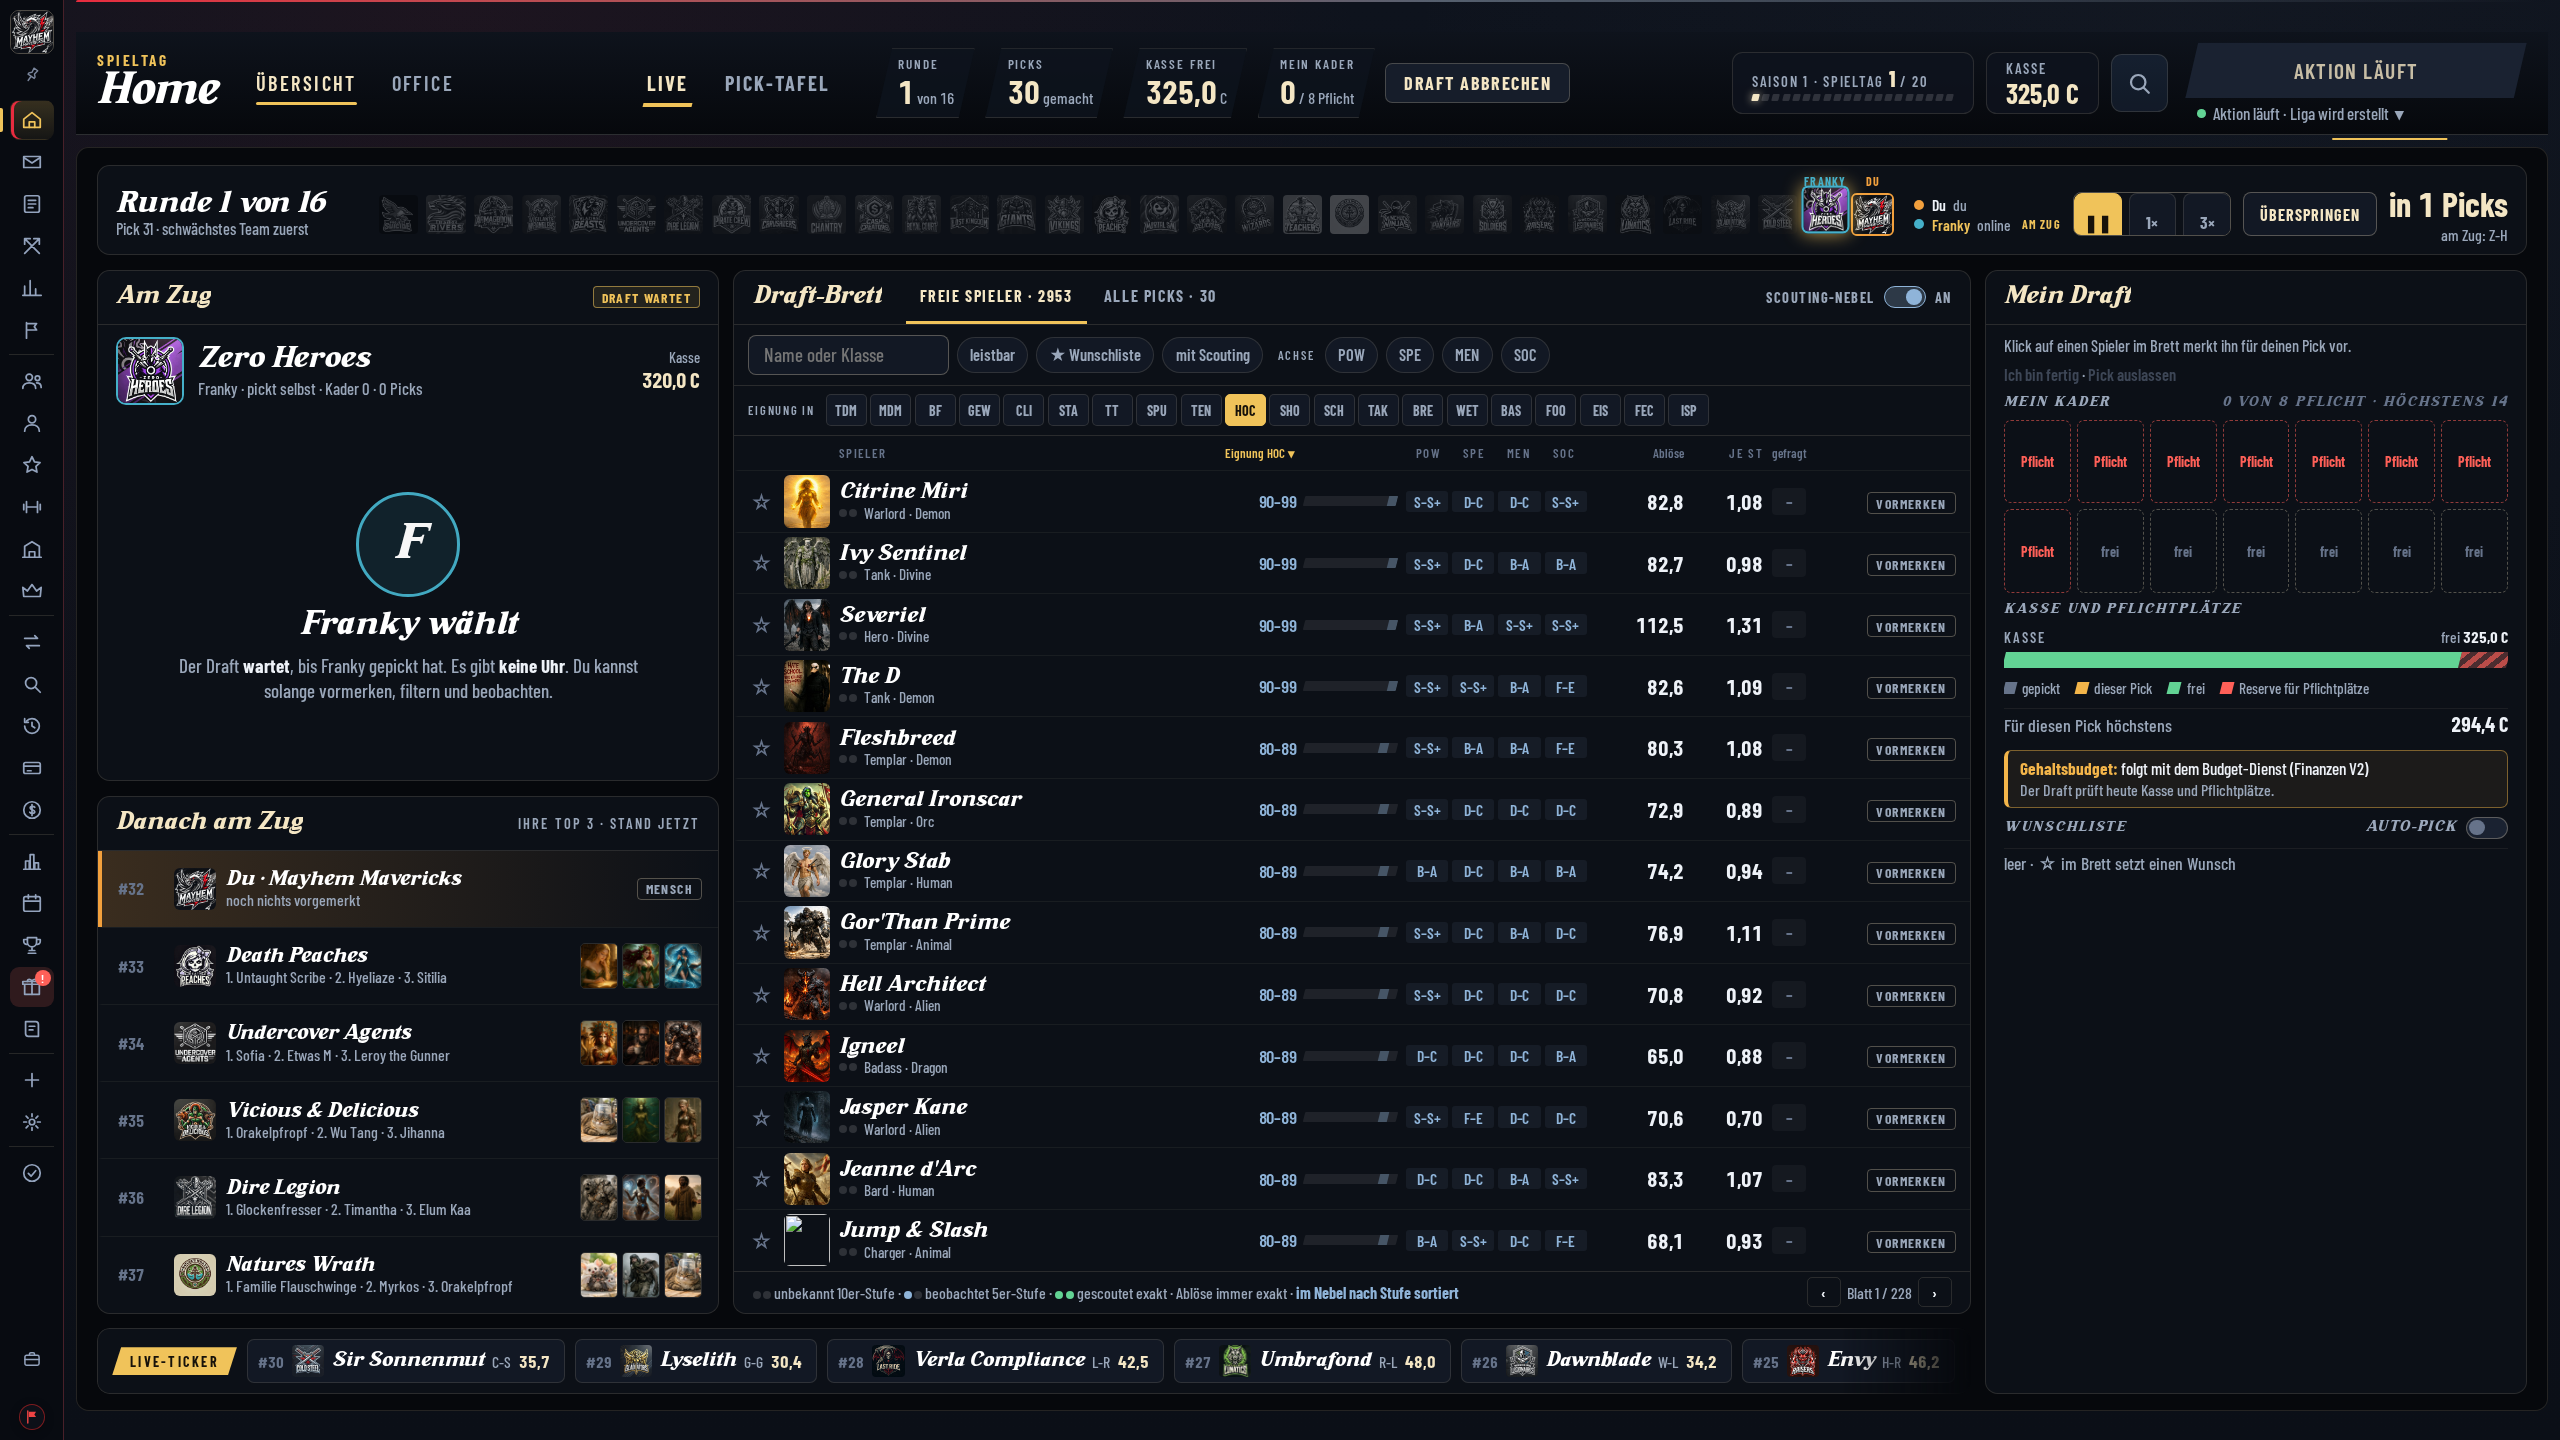 SPIELTAG
Home
ÜBERSICHT
OFFICE
LIVE
PICK-TAFEL
RUNDE
1 von 16
PICKS
30 gemacht
KASSE FREI
325,0 C
MEIN KADER
0 / 8 Pflicht
DRAFT ABBRECHEN
SAISON 1 · SPIELTAG 1 / 20
KASSE
325,0 C
AKTION LÄUFT
Aktion läuft · Liga wird erstellt ▼
Runde 1 von 16
Pick 31 · schwächstes Team zuerst
FRANKY
DU
Du du
Franky online AM ZUG
1×
3×
ÜBERSPRINGEN
in 1 Picks
am Zug: Z-H
Am Zug
DRAFT WARTET
Zero Heroes
Franky · pickt selbst · Kader 0 · 0 Picks
Kasse
320,0 C
F
Franky wählt
Der Draft wartet, bis Franky gepickt hat. Es gibt keine Uhr. Du kannst
solange vormerken, filtern und beobachten.
Danach am Zug
IHRE TOP 3 · STAND JETZT
#32
Du · Mayhem Mavericks
noch nichts vorgemerkt
MENSCH
#33
Death Peaches
1. Untaught Scribe · 2. Hyeliaze · 3. Sitilia
#34
Undercover Agents
1. Sofia · 2. Etwas M · 3. Leroy the Gunner
#35
Vicious & Delicious
1. Orakelpfropf · 2. Wu Tang · 3. Jihanna
#36
Dire Legion
1. Glockenfresser · 2. Timantha · 3. Elum Kaa
#37
Natures Wrath
1. Familie Flauschwinge · 2. Myrkos · 3. Orakelpfropf
Draft-Brett
FREIE SPIELER · 2953
ALLE PICKS · 30
SCOUTING-NEBEL
AN
Name oder Klasse
leistbar
★ Wunschliste
mit Scouting
ACHSE
POW
SPE
MEN
SOC
EIGNUNG IN
TDM MDM BF GEW CLI STA TT SPU TEN HOC SHO SCH TAK BRE WET BAS FOO EIS FEC ISP
SPIELER Eignung HOC ▼ POW SPE MEN SOC Ablöse JE ST gefragt
Citrine Miri
Warlord · Demon
90-99 S-S+ D-C D-C S-S+ 82,8 1,08 – VORMERKEN
Ivy Sentinel
Tank · Divine
90-99 S-S+ D-C B-A B-A 82,7 0,98 – VORMERKEN
Severiel
Hero · Divine
90-99 S-S+ B-A S-S+ S-S+ 112,5 1,31 – VORMERKEN
The D
Tank · Demon
90-99 S-S+ S-S+ B-A F-E 82,6 1,09 – VORMERKEN
Fleshbreed
Templar · Demon
80-89 S-S+ B-A B-A F-E 80,3 1,08 – VORMERKEN
General Ironscar
Templar · Orc
80-89 S-S+ D-C D-C D-C 72,9 0,89 – VORMERKEN
Glory Stab
Templar · Human
80-89 B-A D-C B-A B-A 74,2 0,94 – VORMERKEN
Gor'Than Prime
Templar · Animal
80-89 S-S+ D-C B-A D-C 76,9 1,11 – VORMERKEN
Hell Architect
Warlord · Alien
80-89 S-S+ D-C D-C D-C 70,8 0,92 – VORMERKEN
Igneel
Badass · Dragon
80-89 D-C D-C D-C B-A 65,0 0,88 – VORMERKEN
Jasper Kane
Warlord · Alien
80-89 S-S+ F-E D-C D-C 70,6 0,70 – VORMERKEN
Jeanne d'Arc
Bard · Human
80-89 D-C D-C B-A S-S+ 83,3 1,07 – VORMERKEN
Jump & Slash
Charger · Animal
80-89 B-A S-S+ D-C F-E 68,1 0,93 – VORMERKEN
unbekannt 10er-Stufe · beobachtet 5er-Stufe · gescoutet exakt · Ablöse immer exakt · im Nebel nach Stufe sortiert
‹ Blatt 1 / 228 ›
Mein Draft
Klick auf einen Spieler im Brett merkt ihn für deinen Pick vor.
Ich bin fertig · Pick auslassen
MEIN KADER
0 VON 8 PFLICHT · HÖCHSTENS 14
Pflicht Pflicht Pflicht Pflicht Pflicht Pflicht Pflicht
Pflicht frei frei frei frei frei frei
KASSE UND PFLICHTPLÄTZE
KASSE
frei 325,0 C
gepickt dieser Pick frei Reserve für Pflichtplätze
Für diesen Pick höchstens
294,4 C
Gehaltsbudget: folgt mit dem Budget-Dienst (Finanzen V2)
Der Draft prüft heute Kasse und Pflichtplätze.
WUNSCHLISTE
AUTO-PICK
leer · ☆ im Brett setzt einen Wunsch
LIVE-TICKER
#30 Sir Sonnenmut C-S 35,7
#29 Lyselith G-G 30,4
#28 Verla Compliance L-R 42,5
#27 Umbrafond R-L 48,0
#26 Dawnblade W-L 34,2
#25 Envy H-R 46,2